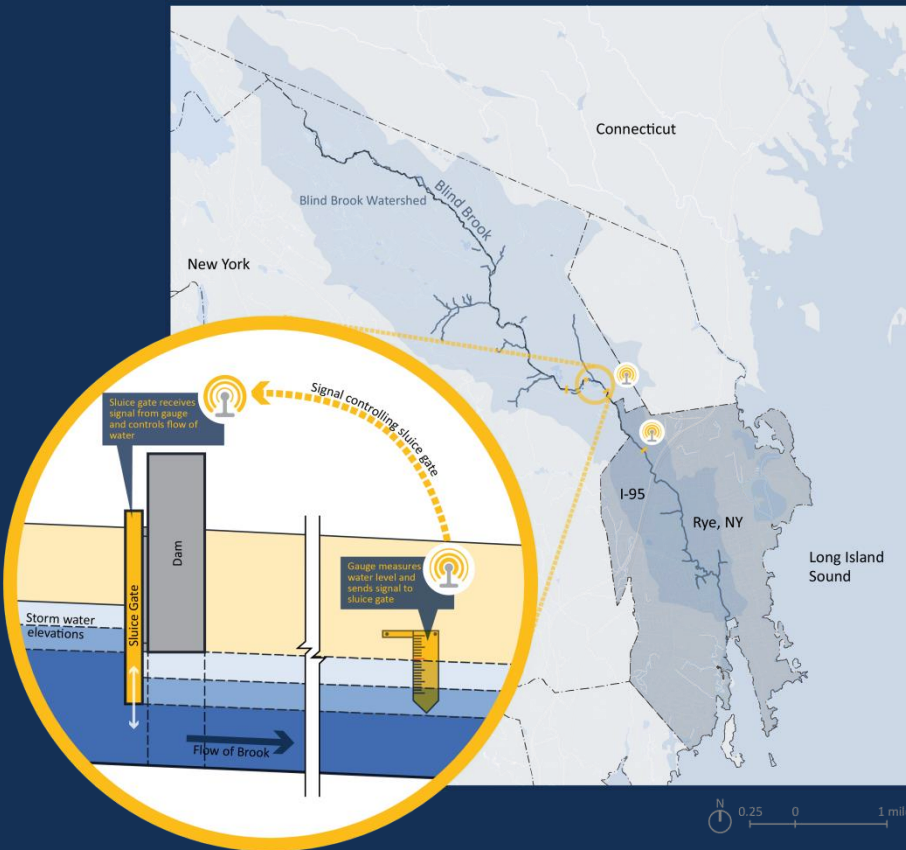 Connecticut
Blind Brook
Blind Brook Watershed
New York
Signal controlling sluice gate
Sluice gate receives
signal from gauge
and controls flow of
water
I-95
Rye, NY
Long Island
Sound
Dam
Gauge measures
water level and
sends signal to
sluice gate
Sluice Gate
Storm water
elevations
Flow of Brook
N
0.25 0 1 mil